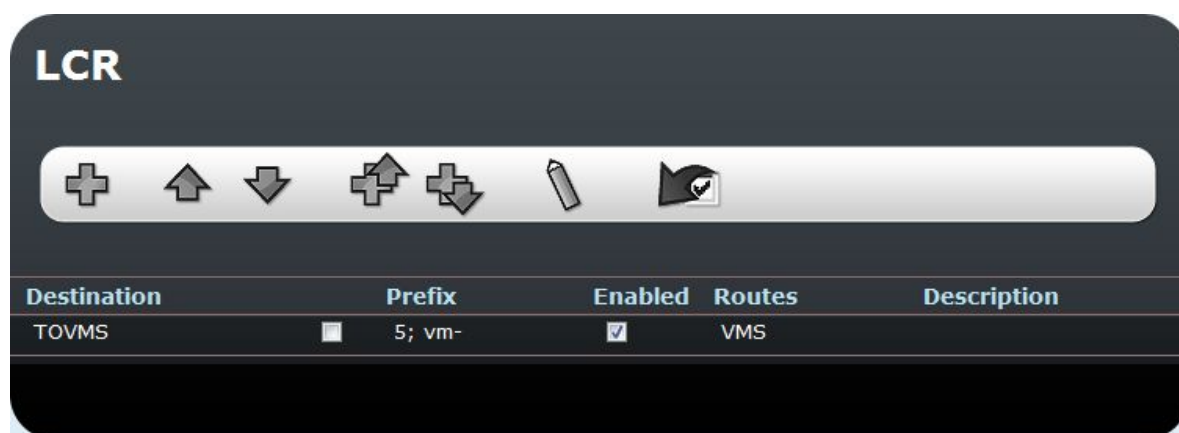 LCR
Destination Prefix Enabled Routes Description
TOVMS 5; vm- VMS